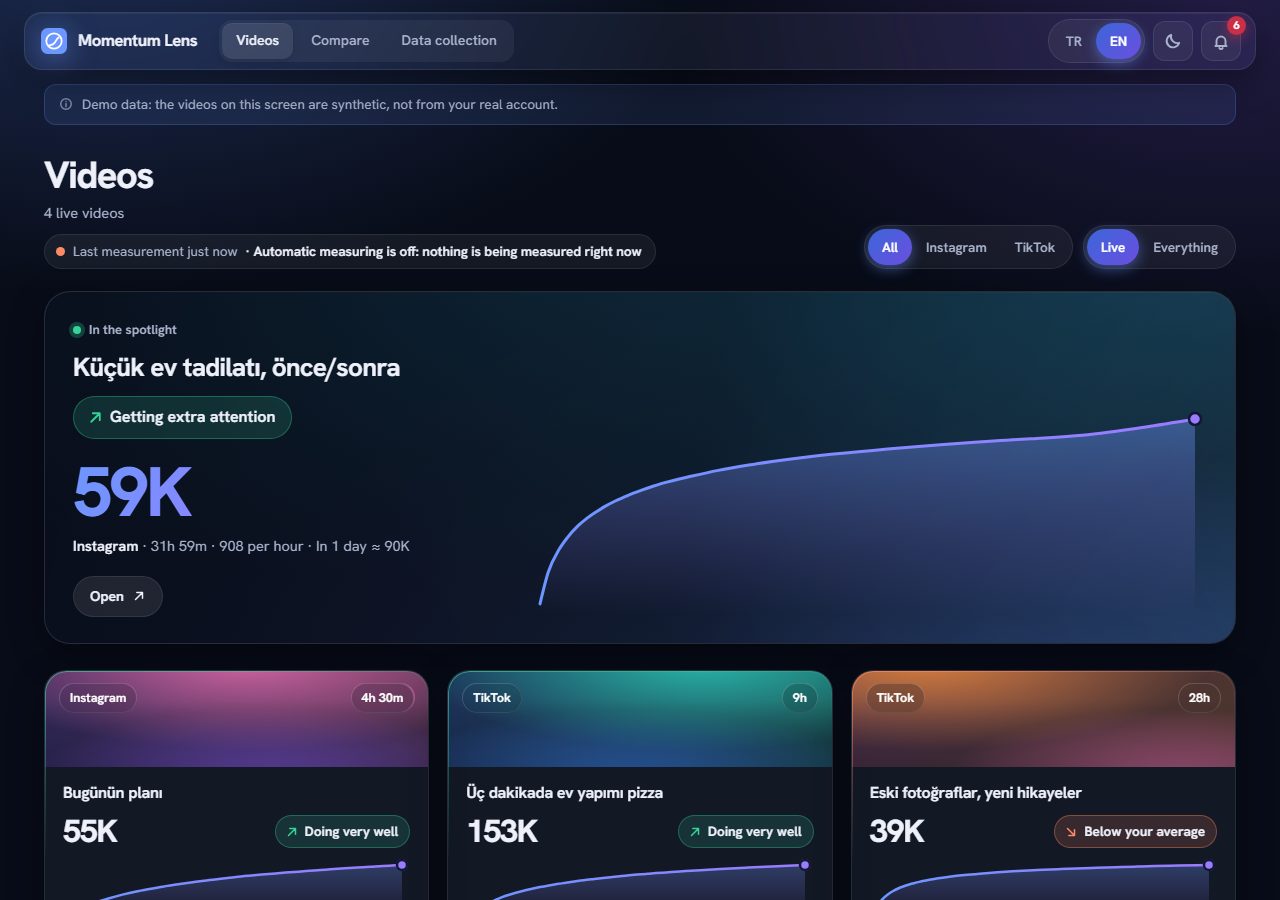 Momentum Lens
Videos
Compare
Data collection
TR
EN
6
Demo data: the videos on this screen are synthetic, not from your real account.
Videos
4 live videos
Last measurement just now · Automatic measuring is off: nothing is being measured right now
All
Instagram
TikTok
Live
Everything
In the spotlight
Küçük ev tadilatı, önce/sonra
Getting extra attention
59K
Instagram · 31h 59m · 908 per hour · In 1 day ≈ 90K
Open
Instagram
4h 30m
Bugünün planı
55K
Doing very well
TikTok
9h
Üç dakikada ev yapımı pizza
153K
Doing very well
TikTok
28h
Eski fotoğraflar, yeni hikayeler
39K
Below your average